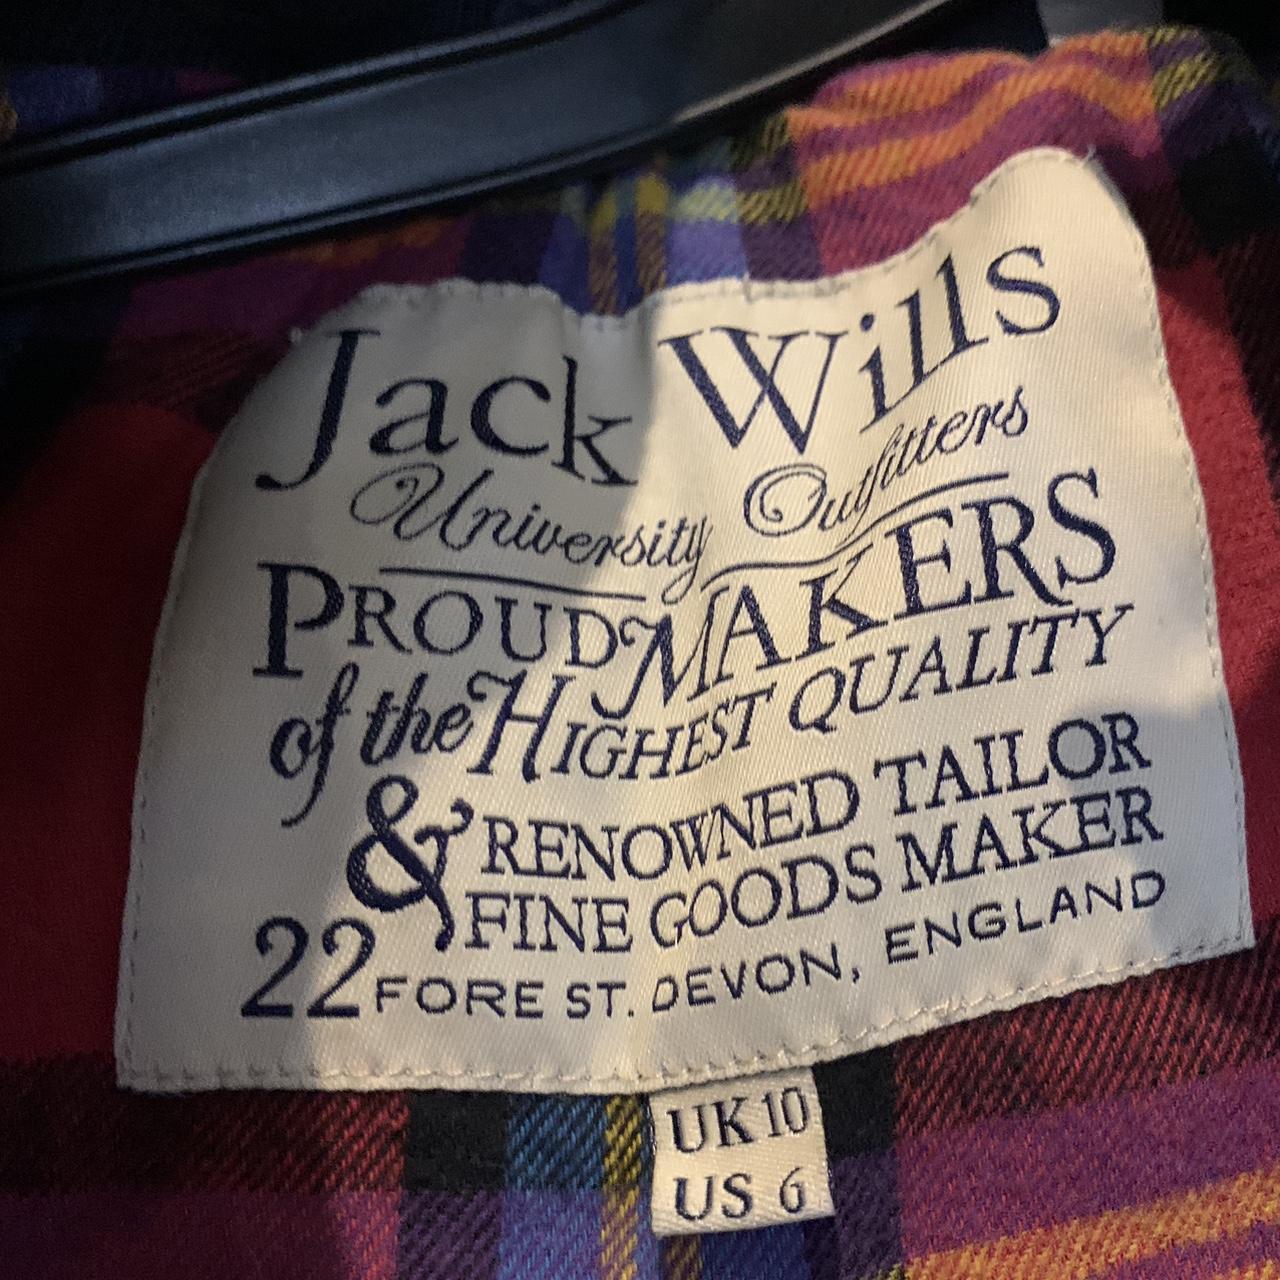 Jack Wills
University Outfitters
PROUD MAKERS
of the HIGHEST QUALITY
& RENOWNED TAILOR
FINE GOODS MAKER
22 FORE ST. DEVON, ENGLAND
UK 10
US 6